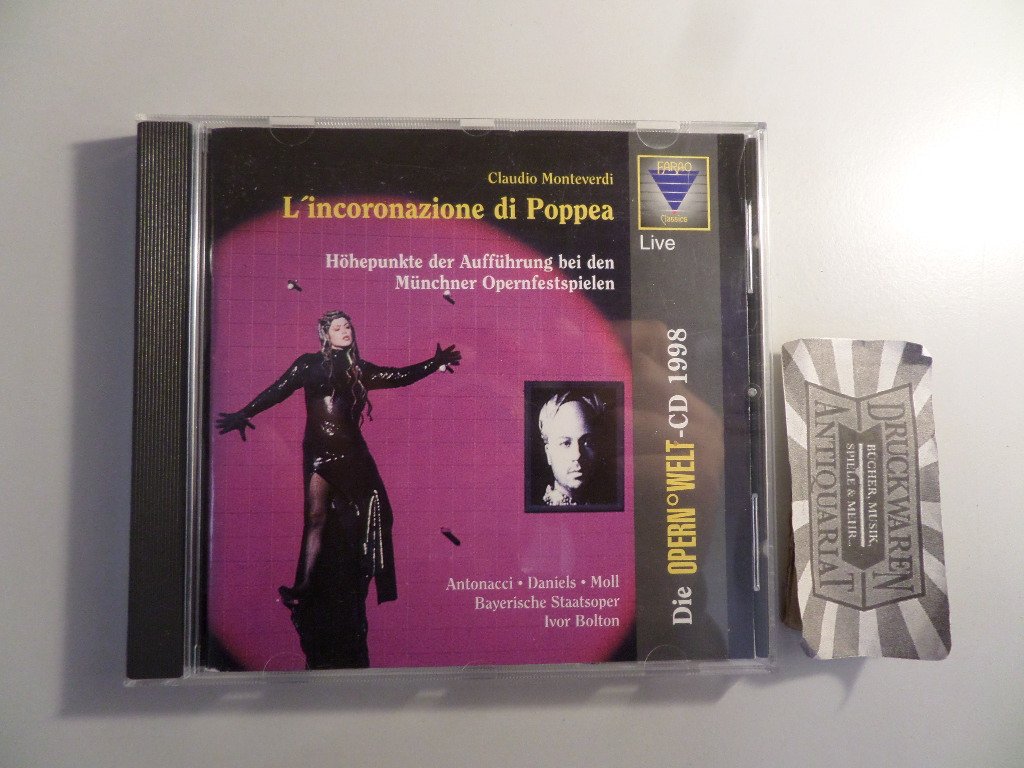 Claudio Monteverdi
L´incoronazione di Poppea
Höhepunkte der Aufführung bei den
Münchner Opernfestspielen
Antonacci • Daniels • Moll
Bayerische Staatsoper
Ivor Bolton
FARAO
Classics
Live
Die OPERN°WELT-CD 1998
DRUCKWAREN
BÜCHER, MUSIK,
SPIELE & MEHR...
ANTIQUARIAT